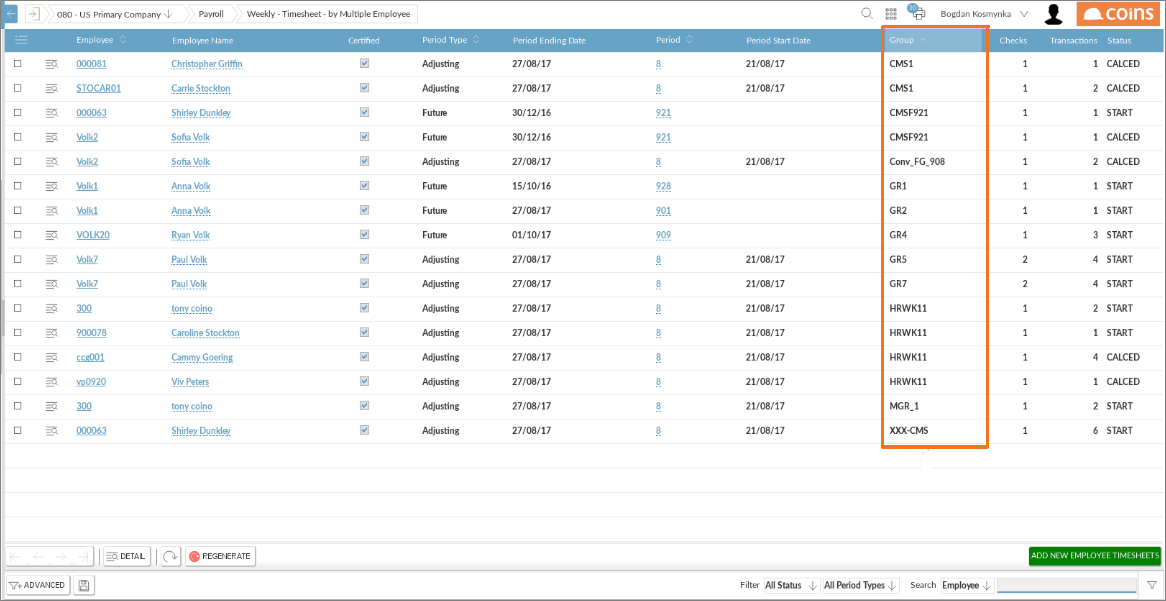 080 - US Primary Company Payroll Weekly - Timesheet - by Multiple Employee 10 Bogdan Kosmynka coins
Employee Employee Name Certified Period Type Period Ending Date Period Period Start Date Group Checks Transactions Status
000081 Christopher Griffin Adjusting 27/08/17 8 21/08/17 CMS1 1 1 CALCED
STOCAR01 Carrie Stockton Adjusting 27/08/17 8 21/08/17 CMS1 1 2 CALCED
000063 Shirley Dunkley Future 30/12/16 921 CMSF921 1 1 START
Volk2 Sofia Volk Future 30/12/16 921 CMSF921 1 1 CALCED
Volk2 Sofia Volk Adjusting 27/08/17 8 21/08/17 Conv_FG_908 1 2 CALCED
Volk1 Anna Volk Future 15/10/16 928 GR1 1 1 START
Volk1 Anna Volk Future 27/08/17 901 GR2 1 1 START
VOLK20 Ryan Volk Future 01/10/17 909 GR4 1 3 START
Volk7 Paul Volk Adjusting 27/08/17 8 21/08/17 GR5 2 4 START
Volk7 Paul Volk Adjusting 27/08/17 8 21/08/17 GR7 2 4 START
300 tony coino Adjusting 27/08/17 8 21/08/17 HRWK11 1 2 START
900078 Caroline Stockton Adjusting 27/08/17 8 21/08/17 HRWK11 1 1 START
ccg001 Cammy Goering Adjusting 27/08/17 8 21/08/17 HRWK11 1 4 CALCED
vp0920 Viv Peters Adjusting 27/08/17 8 21/08/17 HRWK11 1 1 CALCED
300 tony coino Adjusting 27/08/17 8 21/08/17 MGR_1 1 2 START
000063 Shirley Dunkley Adjusting 27/08/17 8 21/08/17 XXX-CMS 1 6 START
DETAIL REGENERATE ADD NEW EMPLOYEE TIMESHEETS
ADVANCED Filter All Status All Period Types Search Employee